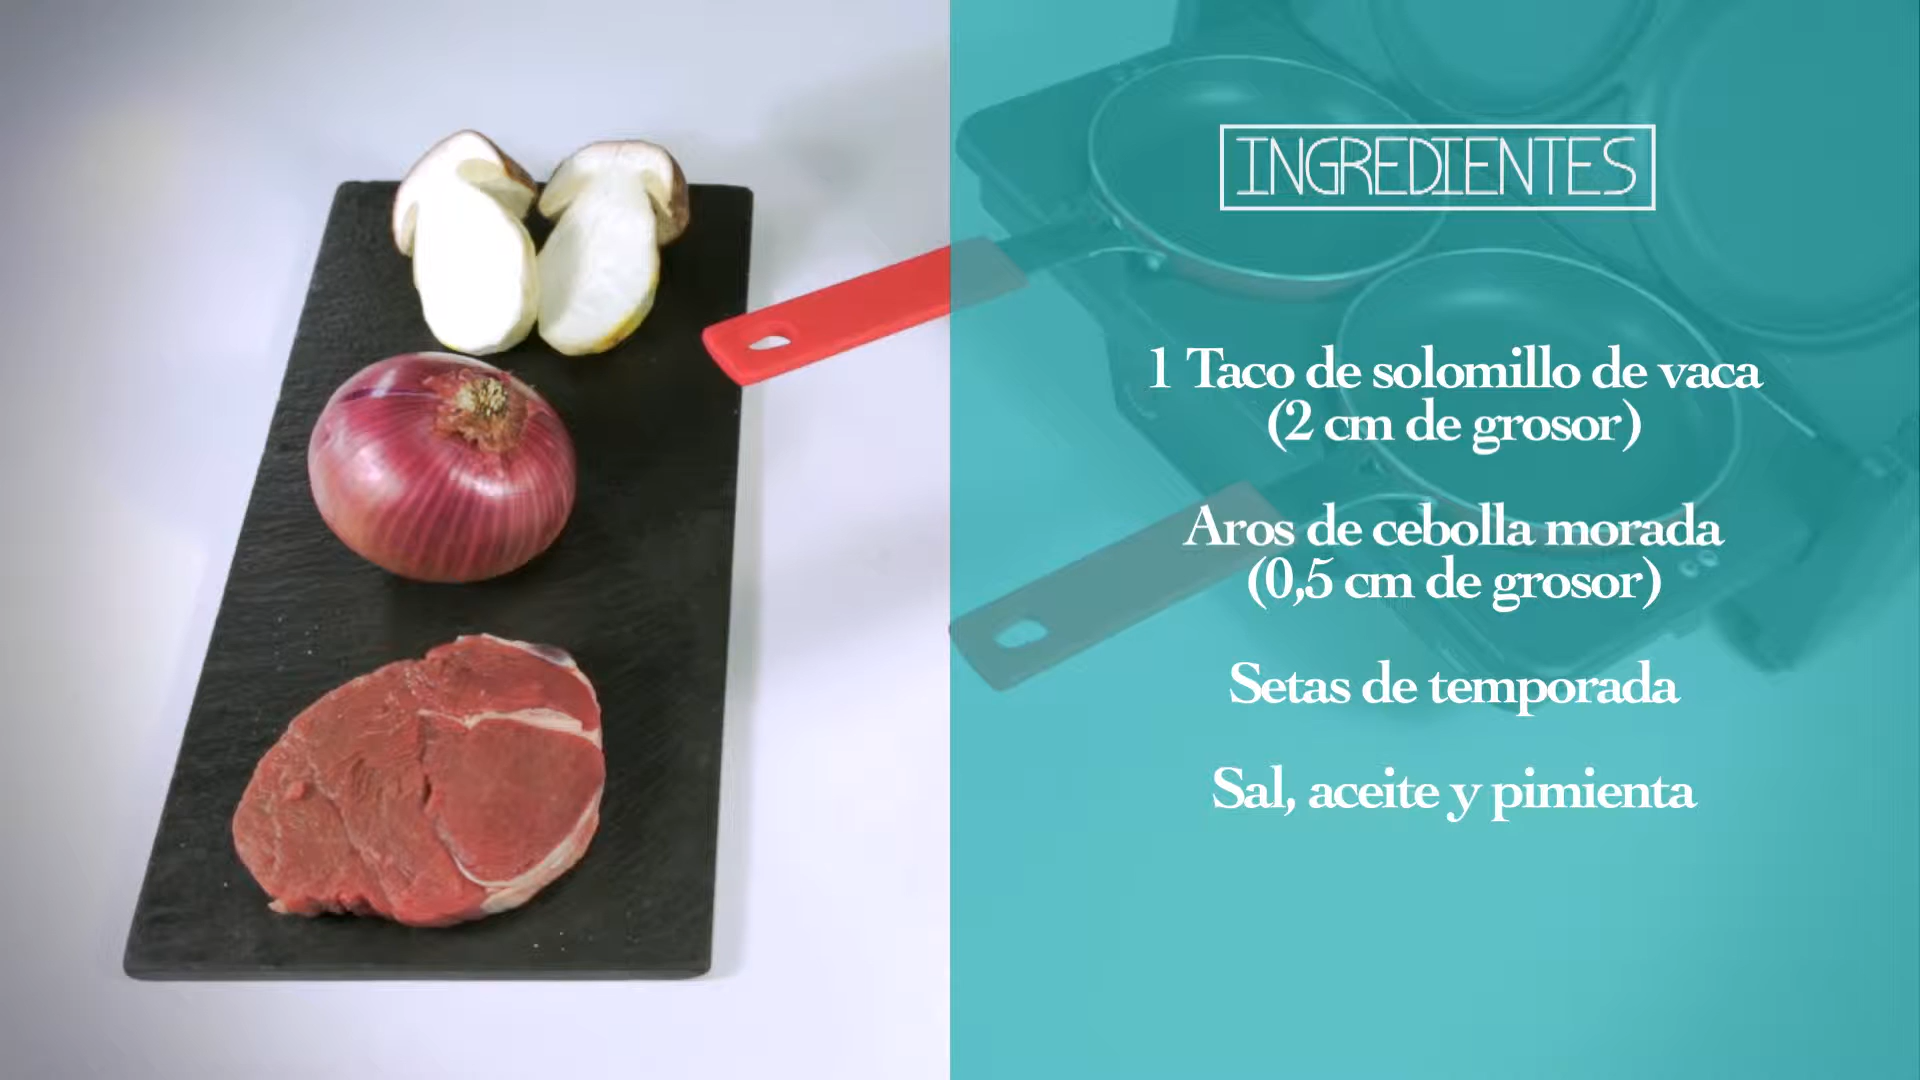 INGREDIENTES
1 Taco de solomillo de vaca
(2 cm de grosor)
Aros de cebolla morada
(0,5 cm de grosor)
Setas de temporada
Sal, aceite y pimienta